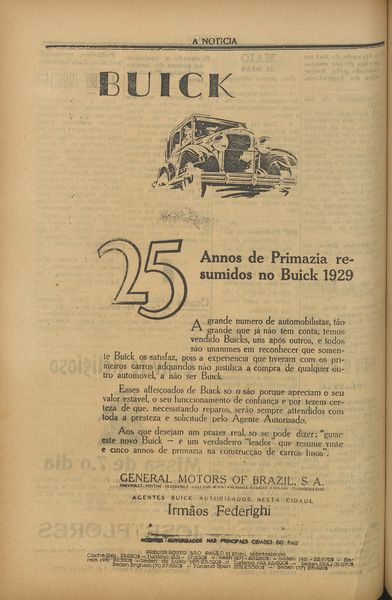 A NOTICIA
BUICK
25
Annos de Primazia re-
sumidos no Buick 1929
A grande numero de automobilistas, tão
grande que já não tem conta, temos
vendido Buicks, uns após outros, e todos
são unanimes em reconhecer que somen-
te Buick os satisfaz, pois a experiencia que tiveram com os pri-
meiros carros adquiridos não justifica a compra de qualquer ou-
tro automovel, a não ser Buick.
Esses affeiçoados de Buick só o são porque apreciam o seu
valor estavel, o seu funccionamento de confiança e por terem cer-
teza de que, necessitando reparos, serão sempre attendidos com
toda a presteza e solicitude pelo Agente Autorisado.
Aos que desejam um prazer real, so se pode dizer: "guiae
este novo Buick — é um verdadeiro "leader" que resume vinte
e cinco annos de primazia na construcção de carros finos".
GENERAL MOTORS OF BRAZIL, S. A.
AGENTES BUICK AUTORISADOS NESTA CIDADE
Irmãos Federighi
AGENTES AUTORISADOS NAS PRINCIPAES CIDADES DO PAIZ